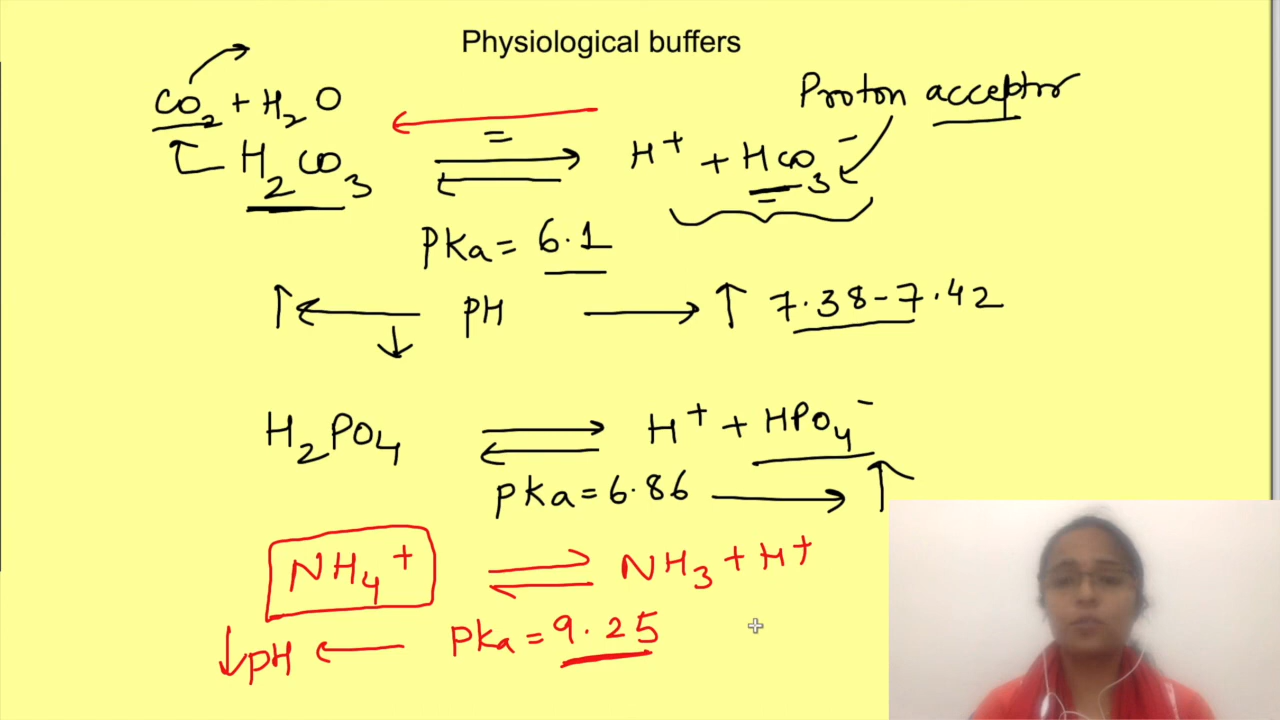 Physiological buffers
Proton acceptor
CO2 + H2O
H2CO3 ⇌ H+ + HCO3-
PKa = 6.1
↑ ← PH → ↑ 7.38-7.42
↓
H2PO4 ⇌ H+ + HPO4-
PKa = 6.86 → ↑
NH4+ ⇌ NH3 + H+
↓PH ← PKa = 9.25